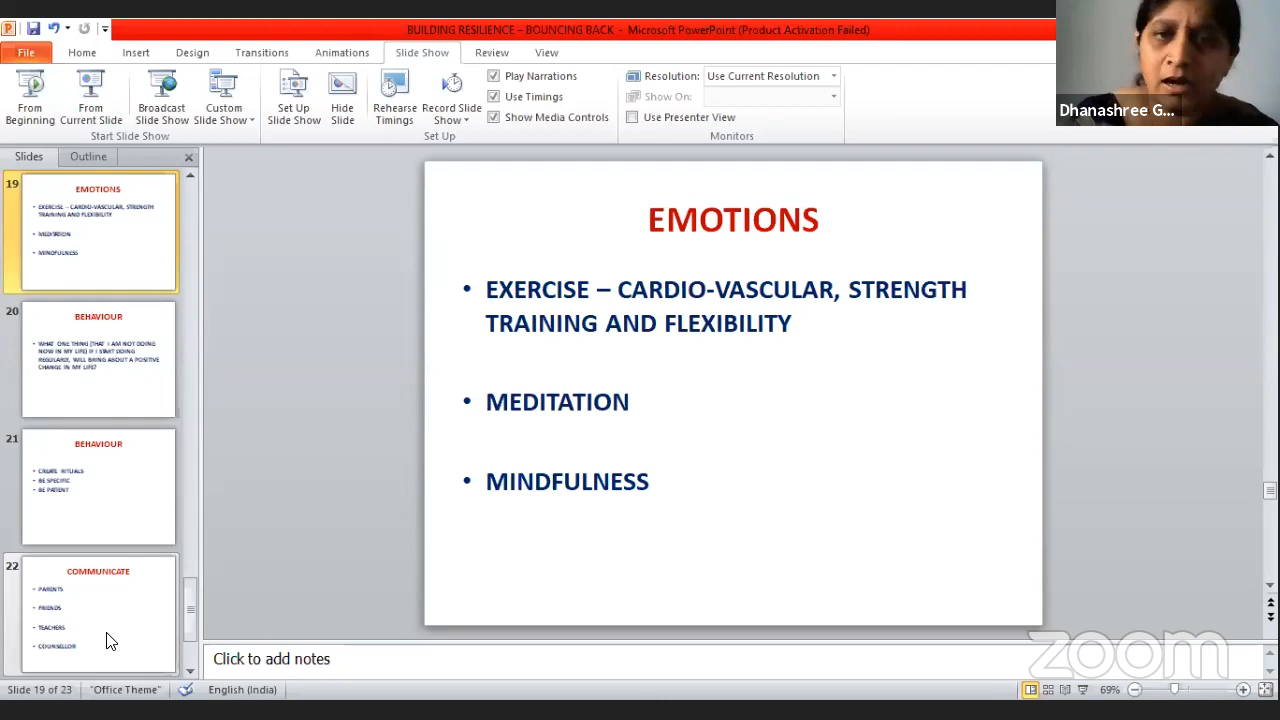 BUILDING RESILIENCE – BOUNCING BACK - Microsoft PowerPoint (Product Activation Failed)
File Home Insert Design Transitions Animations Slide Show Review View
From Beginning
From Current Slide
Broadcast Slide Show
Custom Slide Show
Start Slide Show
Set Up Slide Show
Hide Slide
Rehearse Timings
Record Slide Show
Play Narrations
Use Timings
Show Media Controls
Set Up
Resolution: Use Current Resolution
Show On:
Use Presenter View
Monitors
Dhanashree G...
Slides Outline
19
EMOTIONS
• EXERCISE – CARDIO-VASCULAR, STRENGTH
TRAINING AND FLEXIBILITY
• MEDITATION
• MINDFULNESS
20
BEHAVIOUR
• WHAT ONE THING (THAT I AM NOT DOING
NOW IN MY LIFE) IF I START DOING
REGULARLY, WILL BRING ABOUT A POSITIVE
CHANGE IN MY LIFE?
21
BEHAVIOUR
• CREATE RITUALS
• BE SPECIFIC
• BE PATIENT
22
COMMUNICATE
• PARENTS
• FRIENDS
• TEACHERS
• COUNSELLOR
EMOTIONS
• EXERCISE – CARDIO-VASCULAR, STRENGTH
TRAINING AND FLEXIBILITY
• MEDITATION
• MINDFULNESS
Click to add notes
zoom
Slide 19 of 23 "Office Theme" English (India) 69%